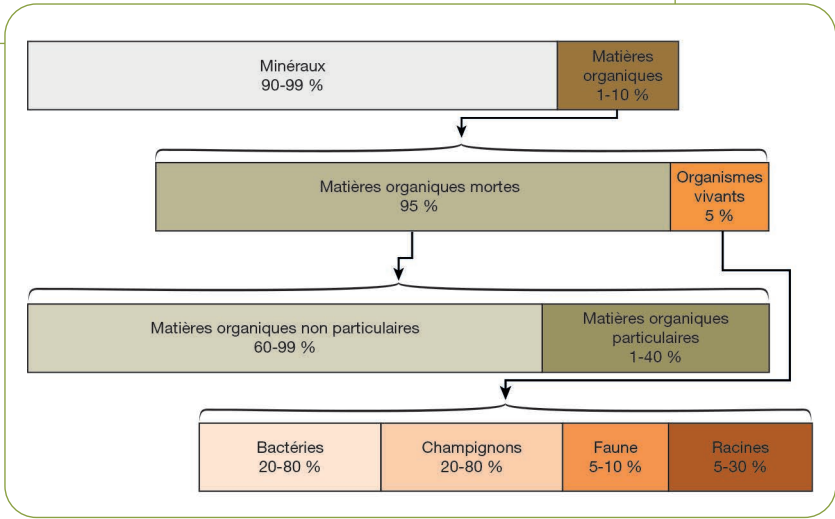 Minéraux
90-99 %
Matières
organiques
1-10 %
Matières organiques mortes
95 %
Organismes
vivants
5 %
Matières organiques non particulaires
60-99 %
Matières organiques
particulaires
1-40 %
Bactéries
20-80 %
Champignons
20-80 %
Faune
5-10 %
Racines
5-30 %